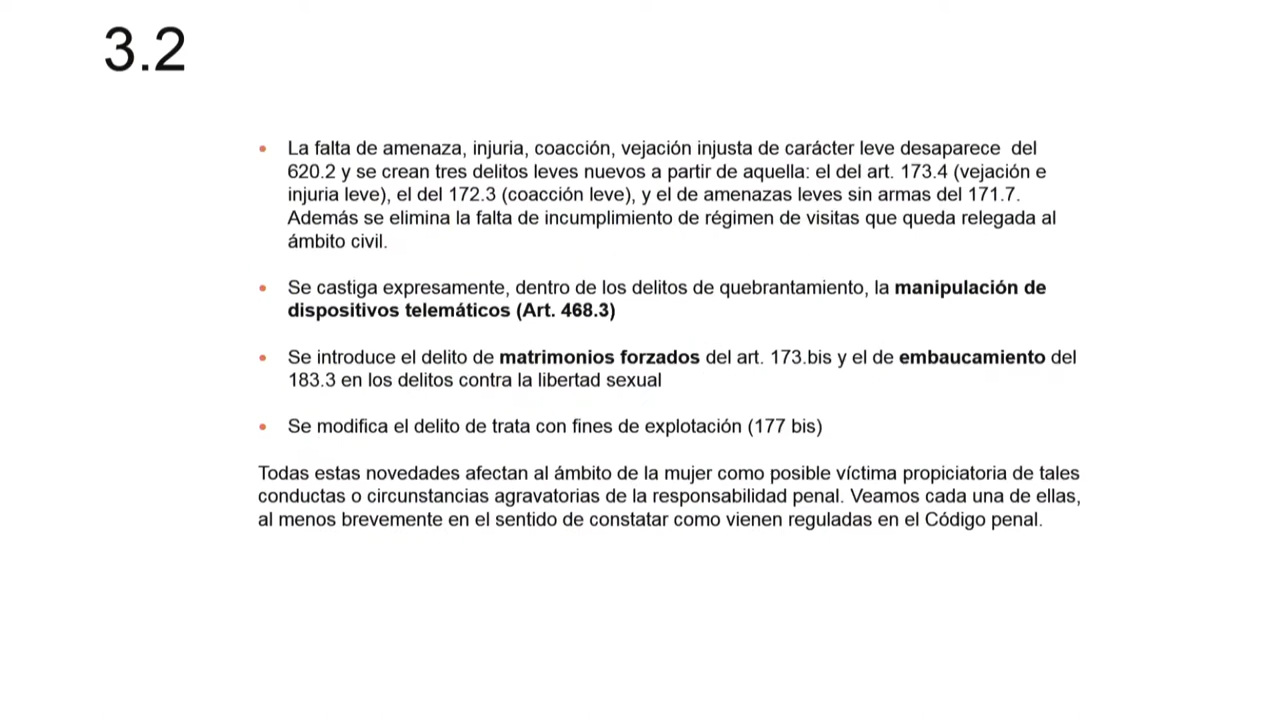 3.2
• La falta de amenaza, injuria, coacción, vejación injusta de carácter leve desaparece  del
620.2 y se crean tres delitos leves nuevos a partir de aquella: el del art. 173.4 (vejación e
injuria leve), el del 172.3 (coacción leve), y el de amenazas leves sin armas del 171.7.
Además se elimina la falta de incumplimiento de régimen de visitas que queda relegada al
ámbito civil.
• Se castiga expresamente, dentro de los delitos de quebrantamiento, la manipulación de
dispositivos telemáticos (Art. 468.3)
• Se introduce el delito de matrimonios forzados del art. 173.bis y el de embaucamiento del
183.3 en los delitos contra la libertad sexual
• Se modifica el delito de trata con fines de explotación (177 bis)
Todas estas novedades afectan al ámbito de la mujer como posible víctima propiciatoria de tales
conductas o circunstancias agravatorias de la responsabilidad penal. Veamos cada una de ellas,
al menos brevemente en el sentido de constatar como vienen reguladas en el Código penal.